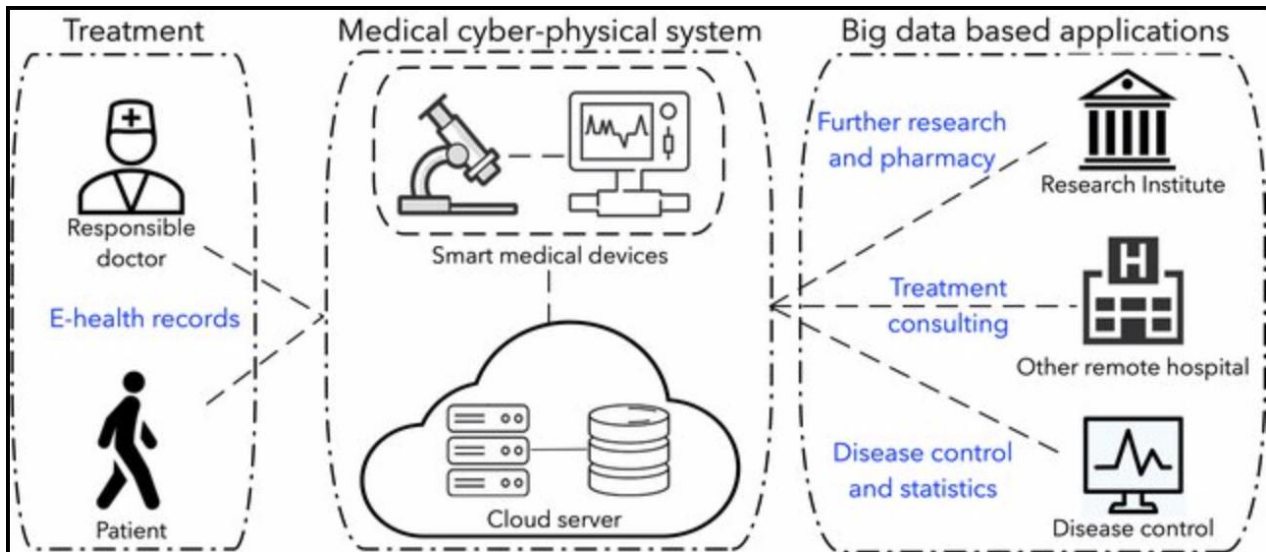 Treatment
Medical cyber-physical system
Big data based applications
Responsible
doctor
E-health records
Patient
Smart medical devices
Cloud server
Further research
and pharmacy
Research Institute
H
Treatment
consulting
Other remote hospital
Disease control
and statistics
Disease control